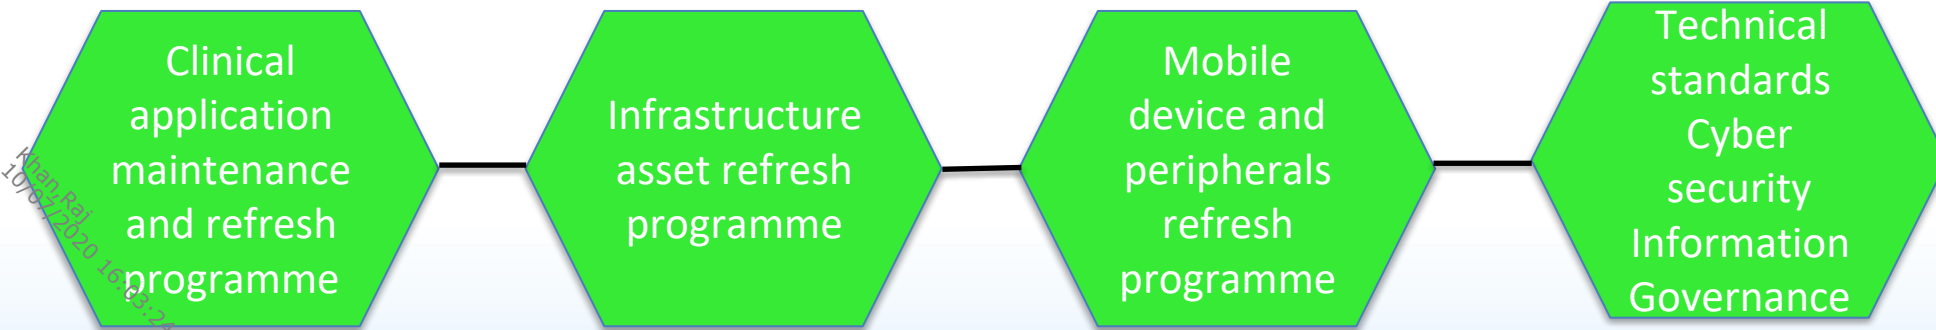 Clinical
application
maintenance
and refresh
programme
Infrastructure
asset refresh
programme
Mobile
device and
peripherals
refresh
programme
Technical
standards
Cyber
security
Information
Governance
Khan,Raj
10/07/2020 16:03:24